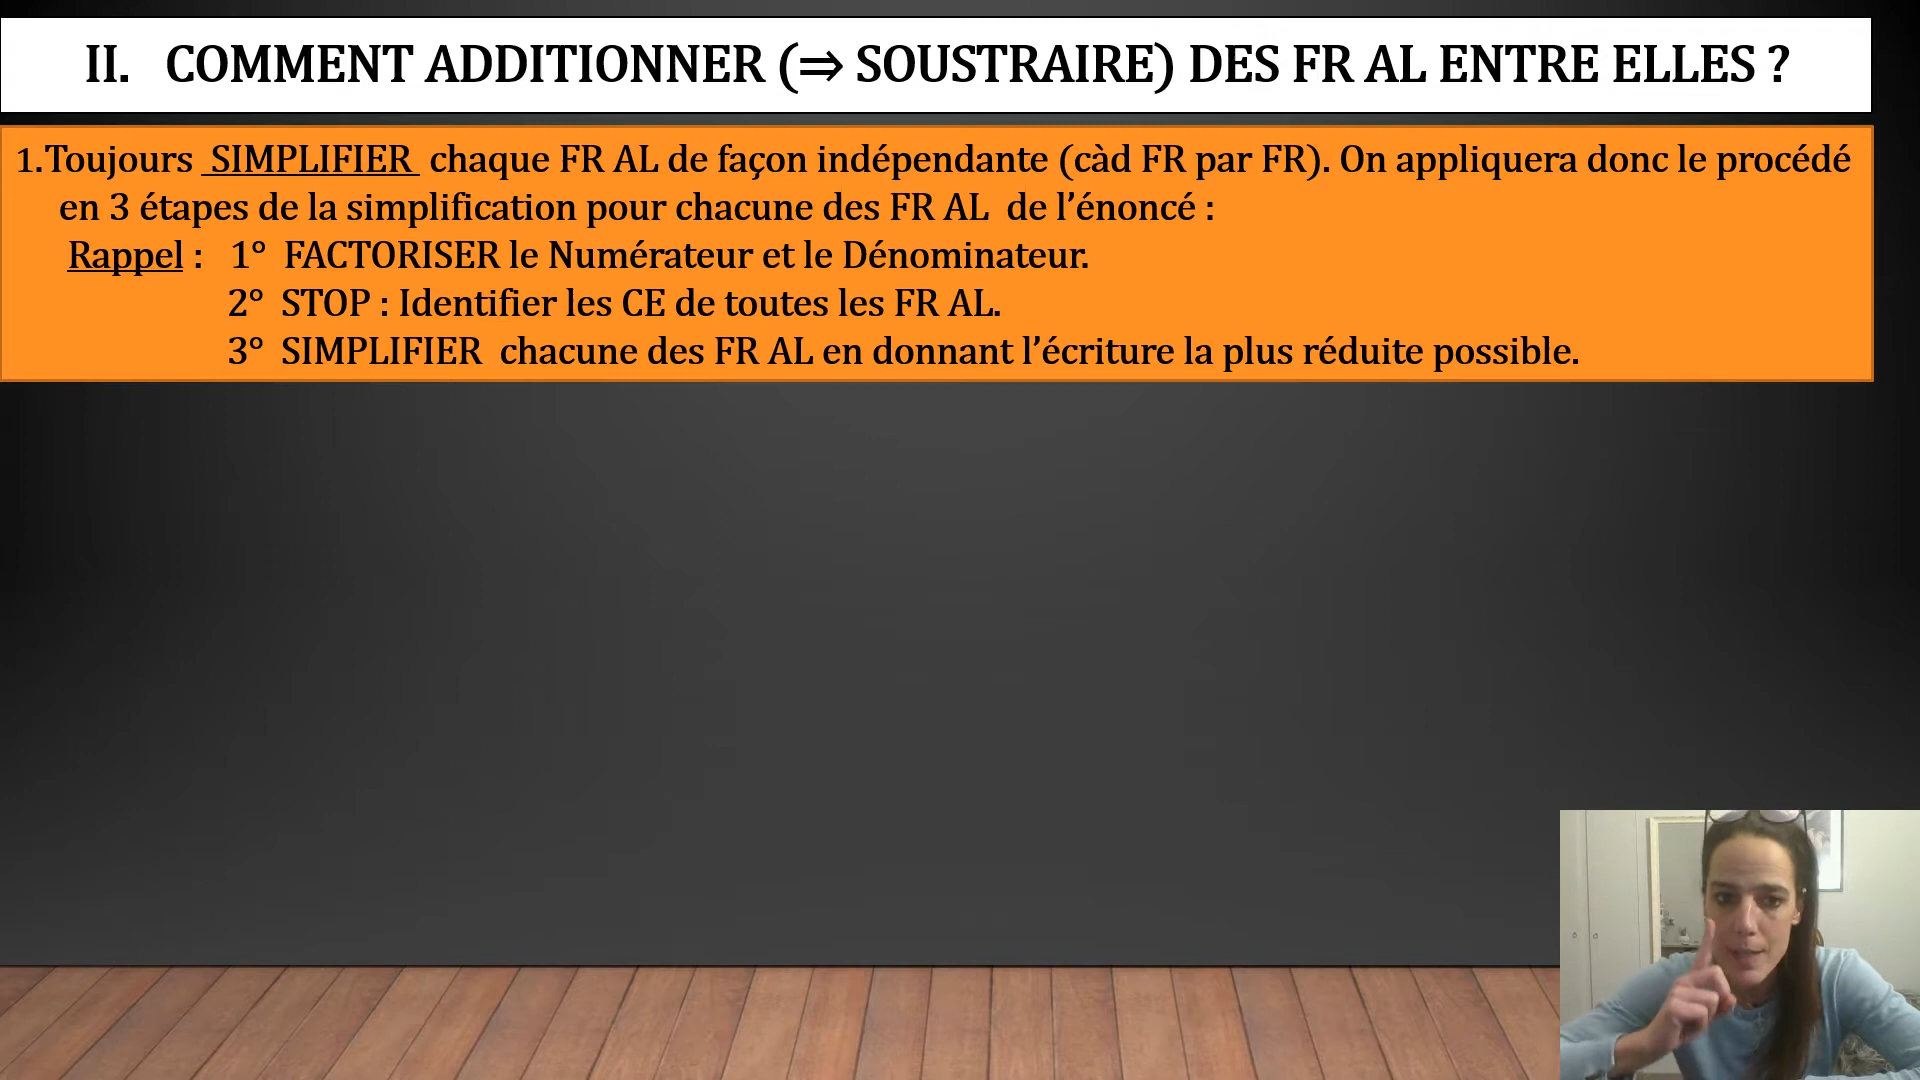 II. COMMENT ADDITIONNER (⇒ SOUSTRAIRE) DES FR AL ENTRE ELLES ?
1.Toujours SIMPLIFIER chaque FR AL de façon indépendante (càd FR par FR). On appliquera donc le procédé
en 3 étapes de la simplification pour chacune des FR AL de l’énoncé :
Rappel : 1° FACTORISER le Numérateur et le Dénominateur.
2° STOP : Identifier les CE de toutes les FR AL.
3° SIMPLIFIER chacune des FR AL en donnant l’écriture la plus réduite possible.